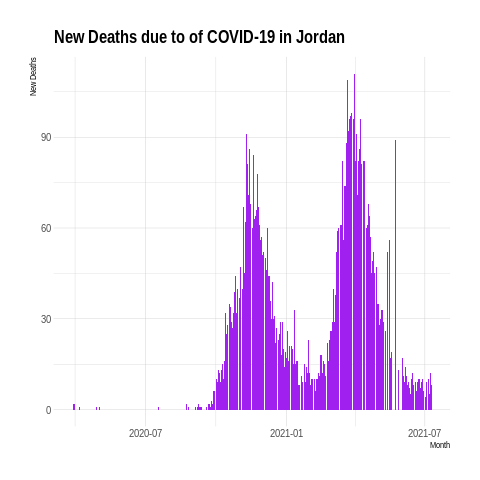 New Deaths due to of COVID-19 in Jordan
New Deaths
90
60
30
0
2020-07
2021-01
2021-07
Month